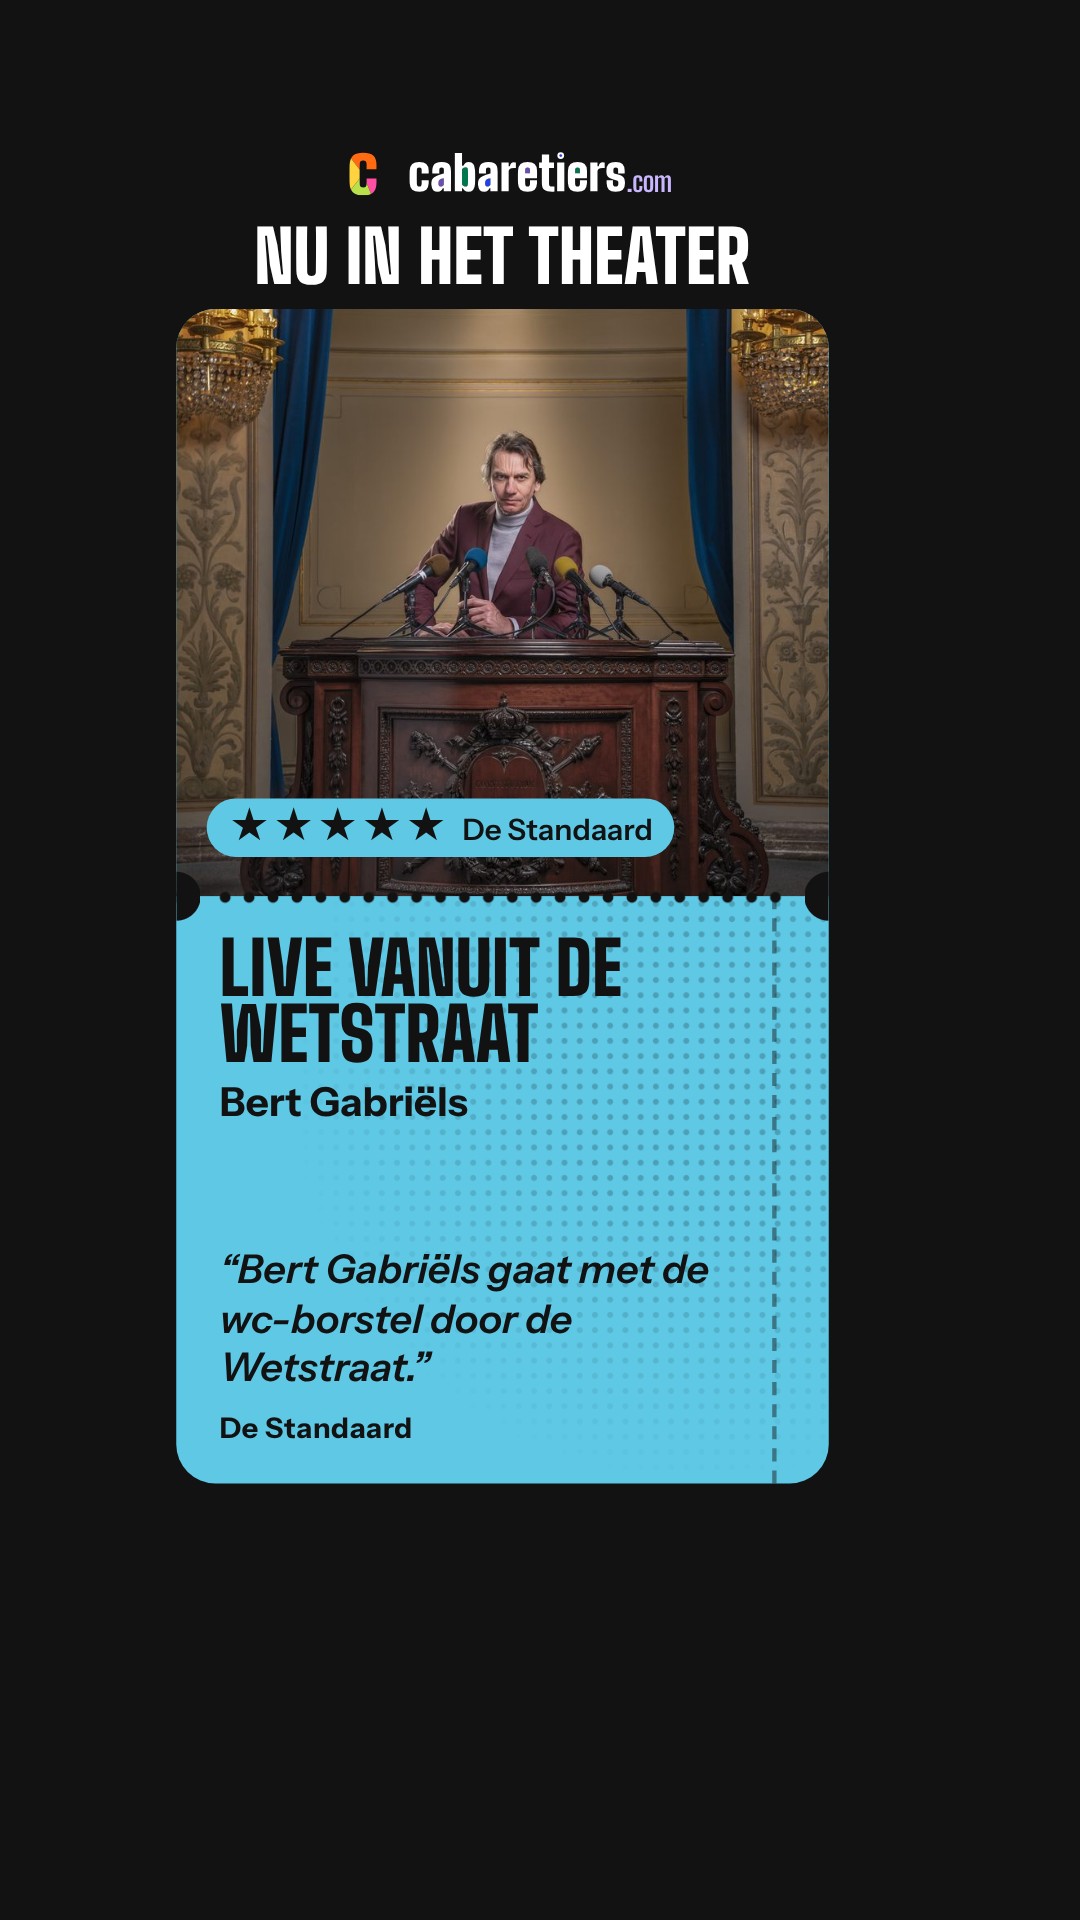 C cabaretiers.com
NU IN HET THEATER
★★★★★ De Standaard
LIVE VANUIT DE
WETSTRAAT
Bert Gabriëls
“Bert Gabriëls gaat met de
wc-borstel door de
Wetstraat.”
De Standaard